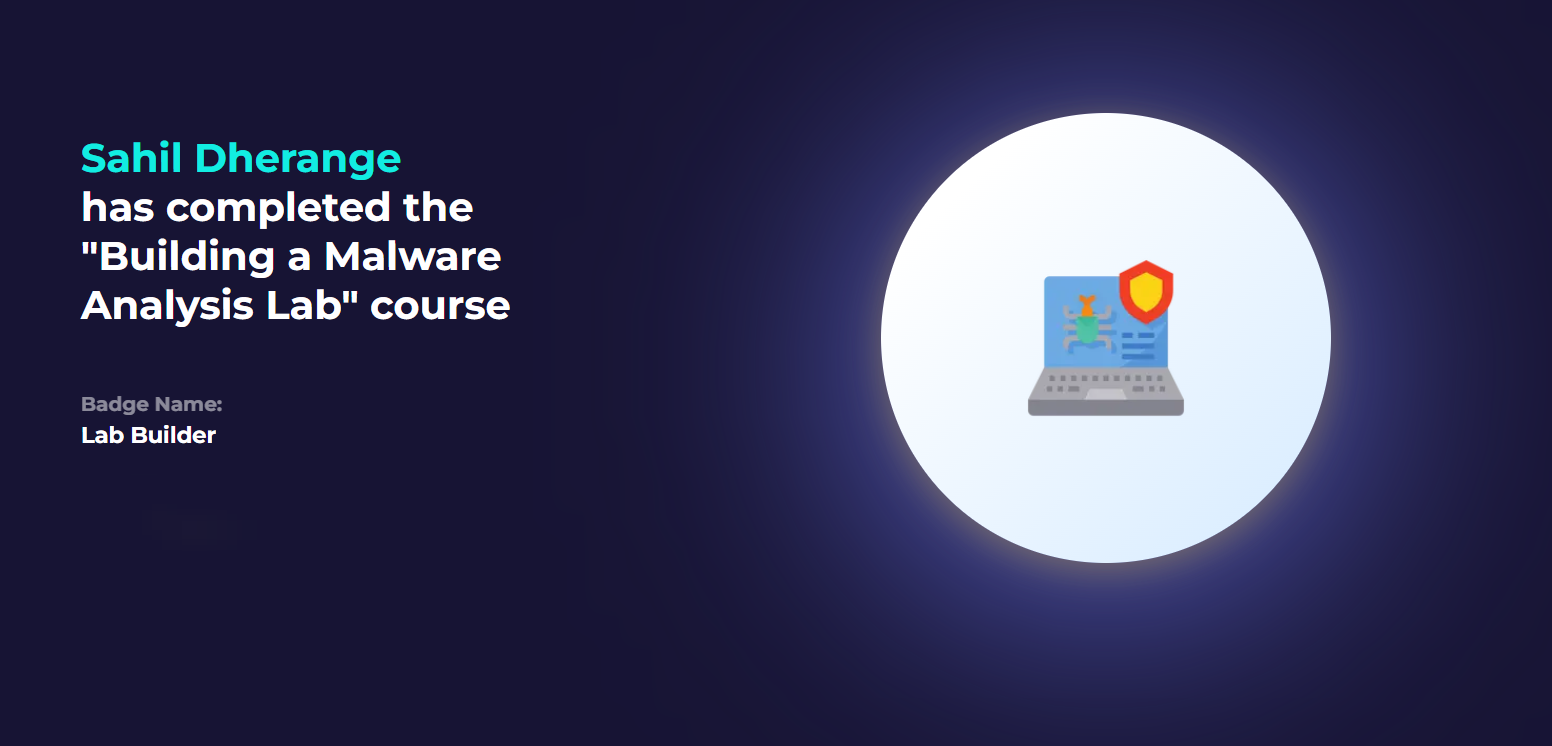 Sahil Dherange
has completed the
"Building a Malware
Analysis Lab" course
Badge Name:
Lab Builder